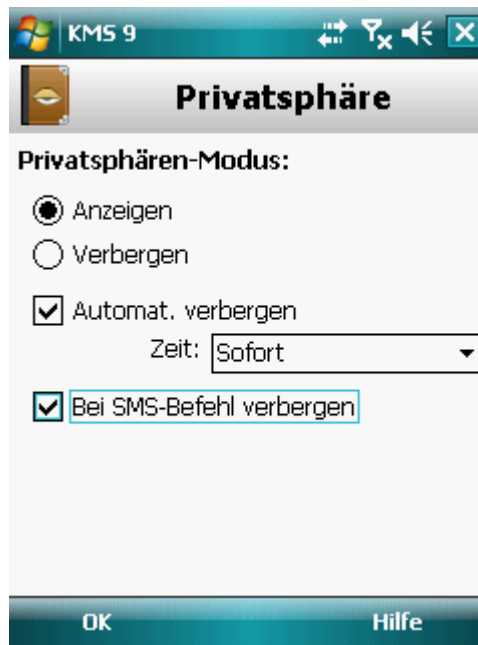 KMS 9
Privatsphäre
Privatsphären-Modus:
Anzeigen
Verbergen
Automat. verbergen
Zeit: Sofort
Bei SMS-Befehl verbergen
OK Hilfe